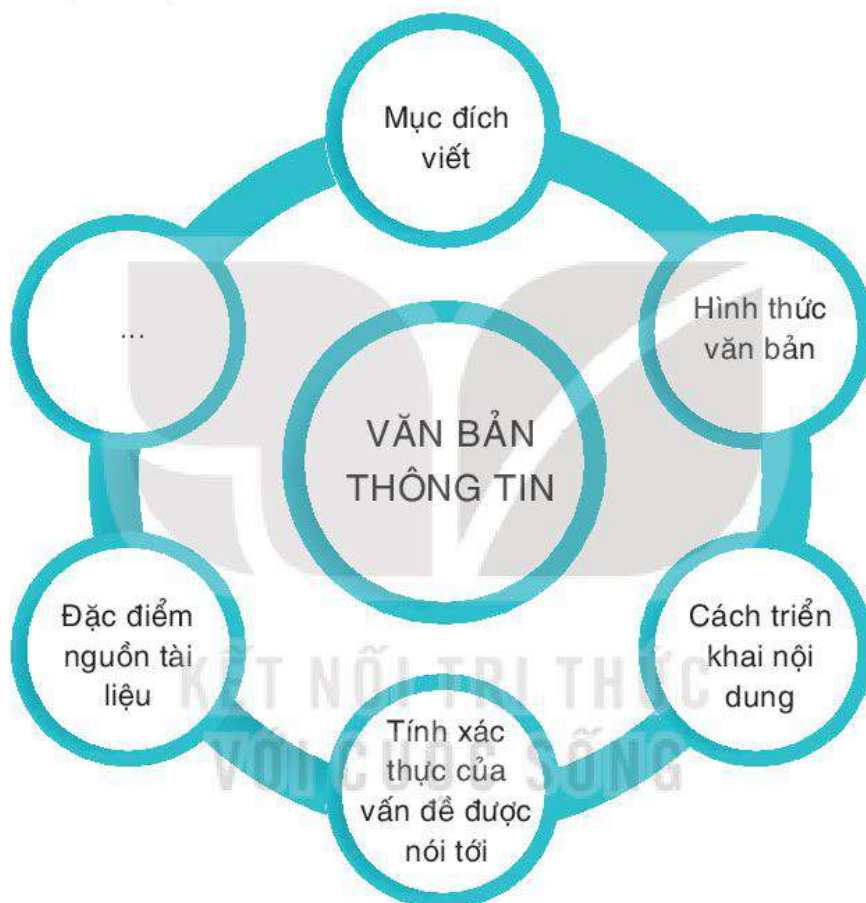 Mục đích
viết
Hình thức
văn bản
...
VĂN BẢN
THÔNG TIN
Đặc điểm
nguồn tài
liệu
Cách triển
khai nội
dung
KẾT NỐI TRI THỨC
VỚI CUỘC SỐNG
Tính xác
thực của
vấn đề được
nói tới